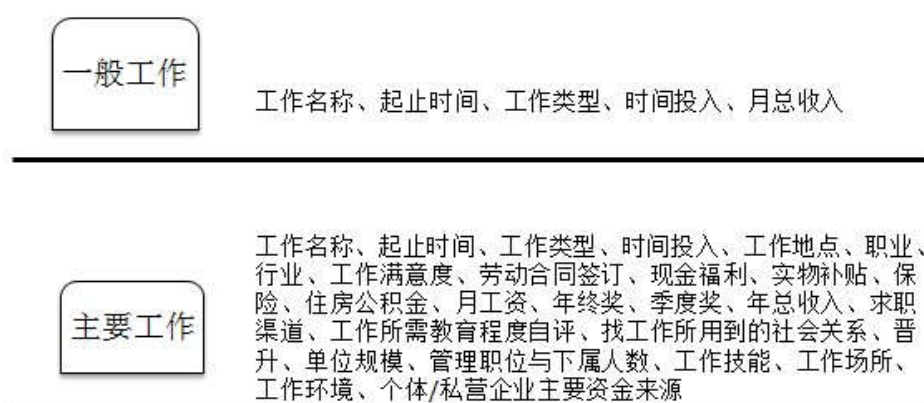 一般工作
工作名称、起止时间、工作类型、时间投入、月总收入
主要工作
工作名称、起止时间、工作类型、时间投入、工作地点、职业、
行业、工作满意度、劳动合同签订、现金福利、实物补贴、保
险、住房公积金、月工资、年终奖、季度奖、年总收入、求职
渠道、工作所需教育程度自评、找工作所用到的社会关系、晋
升、单位规模、管理职位与下属人数、工作技能、工作场所、
工作环境、个体/私营企业主要资金来源